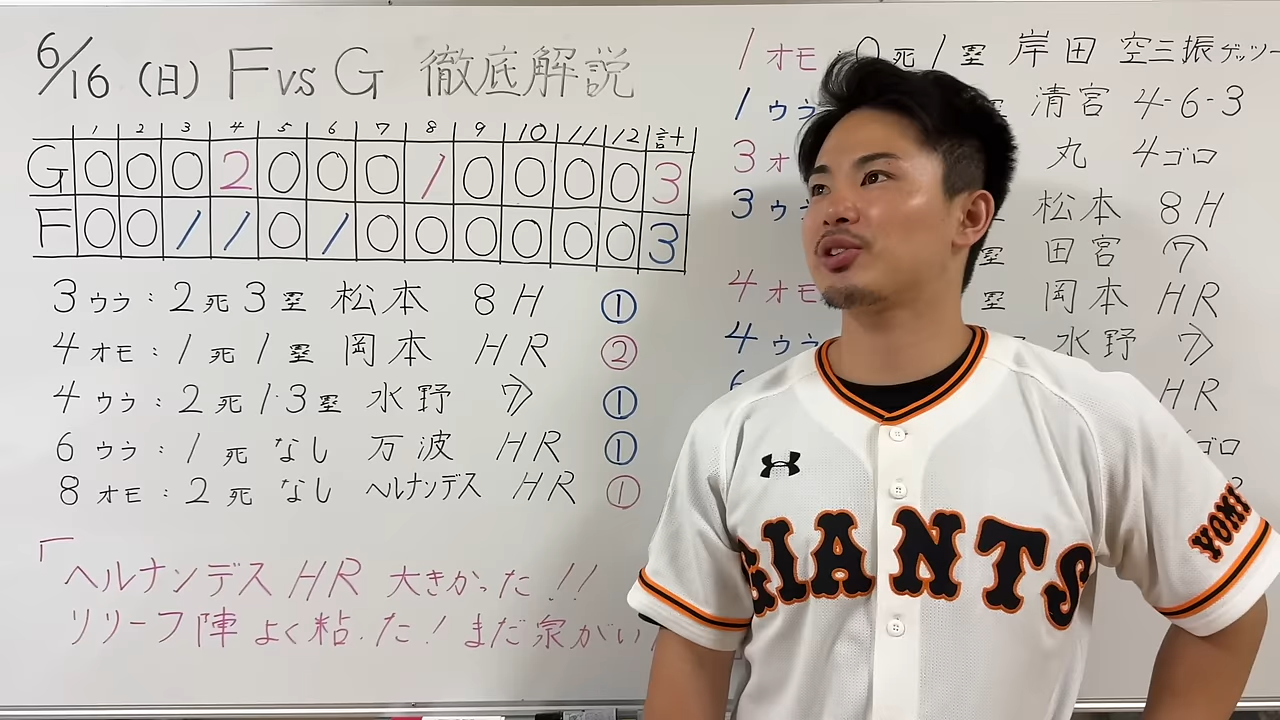 6/16 (日) F vs G 徹底解説
1 2 3 4 5 6 7 8 9 10 11 12 計
G 0 0 0 2 0 0 0 1 0 0 0 0 3
F 0 0 1 1 0 1 0 0 0 0 0 0 3
3ウラ:2死3塁 松本 8H ①
4オモ:1死1塁 岡本 HR ②
4ウラ:2死1・3塁 水野 7> ①
6ウラ:1死なし 万波 HR ①
8オモ:2死なし ヘルナンデス HR ①
「ヘルナンデスHR 大きかった!!
リリーフ陣よく粘った!まだ泉がい
1オモ 0死1塁 岸田 空三振ゲッツー
1ウラ 清宮 4-6-3
3オ 丸 4ゴロ
3ウラ 松本 8H
塁 田宮 7
4オモ 塁 岡本 HR
4ウラ 水野 7>
6 HR
ゴロ
GIANTS
YOMI